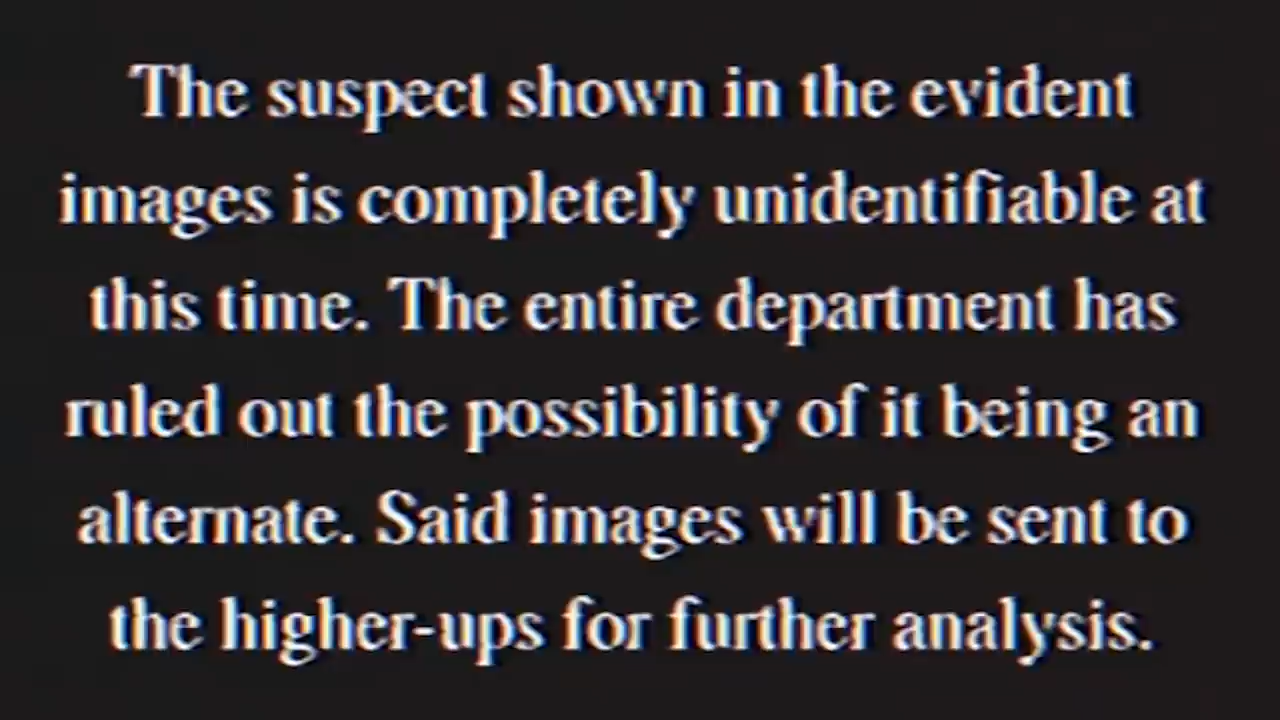 The suspect shown in the evident
images is completely unidentifiable at
this time. The entire department has
ruled out the possibility of it being an
alternate. Said images will be sent to
the higher-ups for further analysis.